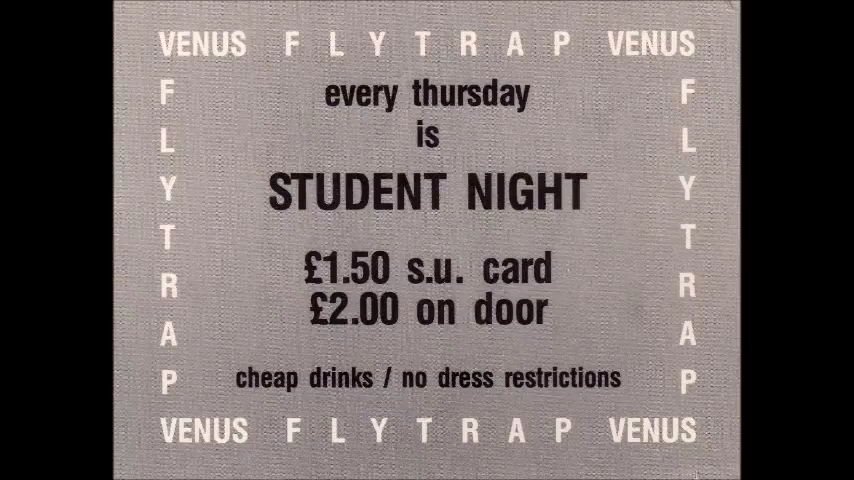 VENUS F L Y T R A P VENUS
F
L
Y
T
R
A
P
every thursday
is
STUDENT NIGHT
£1.50 s.u. card
£2.00 on door
cheap drinks / no dress restrictions
F
L
Y
T
R
A
P
VENUS F L Y T R A P VENUS